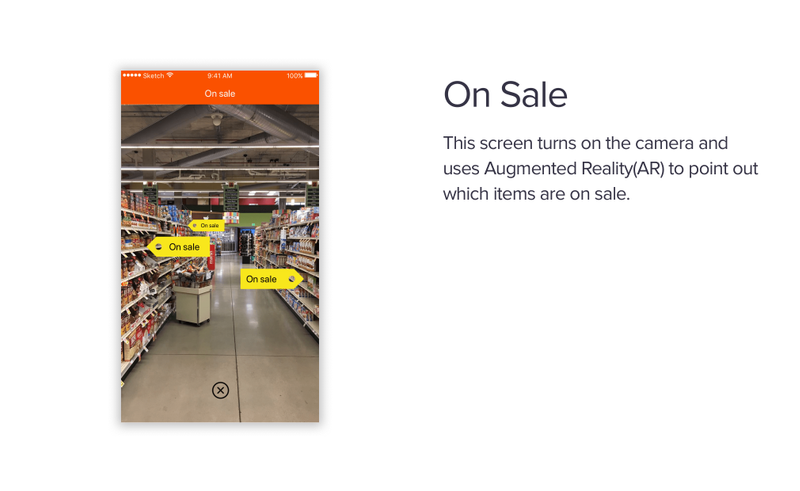 Sketch
9:41 AM
100%
On sale
On sale
On sale
On sale
On Sale
This screen turns on the camera and
uses Augmented Reality(AR) to point out
which items are on sale.